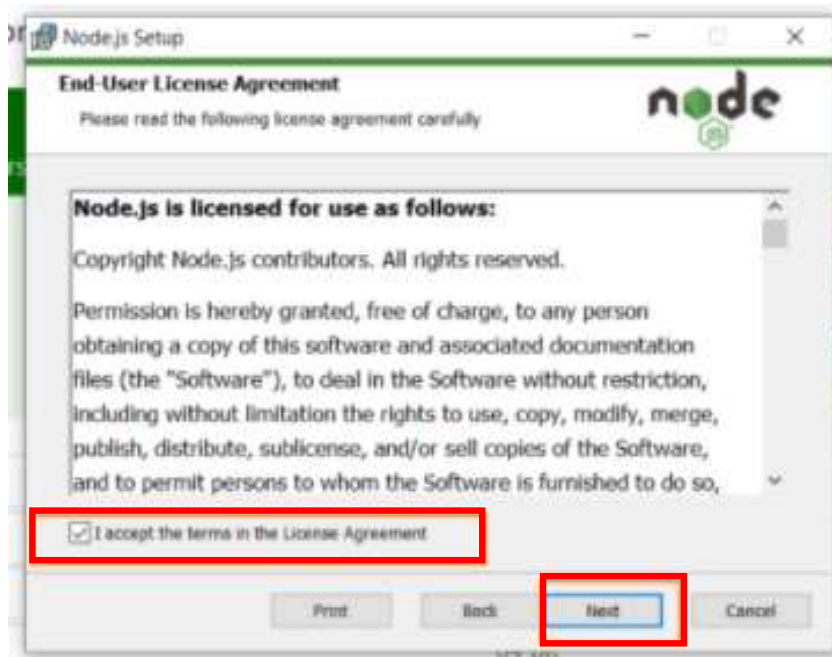 Node.js Setup
End-User License Agreement
Please read the following license agreement carefully
node
JS
Node.js is licensed for use as follows:
Copyright Node.js contributors. All rights reserved.
Permission is hereby granted, free of charge, to any person
obtaining a copy of this software and associated documentation
files (the "Software"), to deal in the Software without restriction,
including without limitation the rights to use, copy, modify, merge,
publish, distribute, sublicense, and/or sell copies of the Software,
and to permit persons to whom the Software is furnished to do so,
I accept the terms in the License Agreement
Print Back Next Cancel